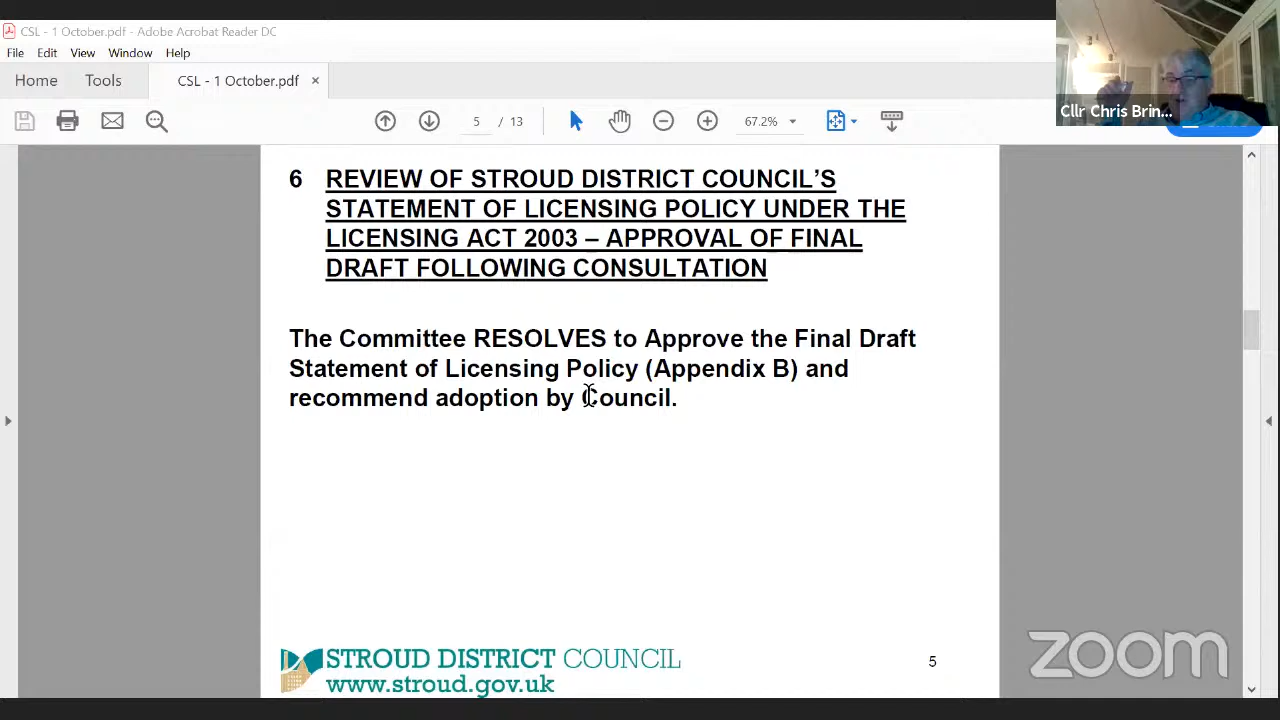 CSL - 1 October.pdf - Adobe Acrobat Reader DC
File Edit View Window Help
Home Tools CSL - 1 October.pdf ×
5 / 13 67.2%
Cllr Chris Brin...
6 REVIEW OF STROUD DISTRICT COUNCIL'S
STATEMENT OF LICENSING POLICY UNDER THE
LICENSING ACT 2003 – APPROVAL OF FINAL
DRAFT FOLLOWING CONSULTATION
The Committee RESOLVES to Approve the Final Draft
Statement of Licensing Policy (Appendix B) and
recommend adoption by Council.
STROUD DISTRICT COUNCIL
www.stroud.gov.uk
5
zoom